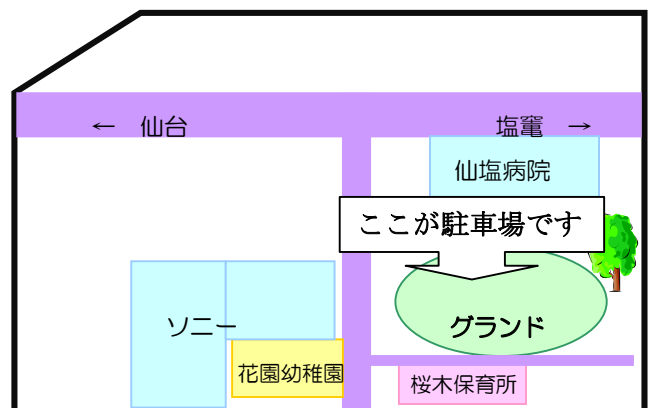 ← 仙台
塩竈 →
仙塩病院
ここが駐車場です
グランド
ソニー
花園幼稚園
桜木保育所